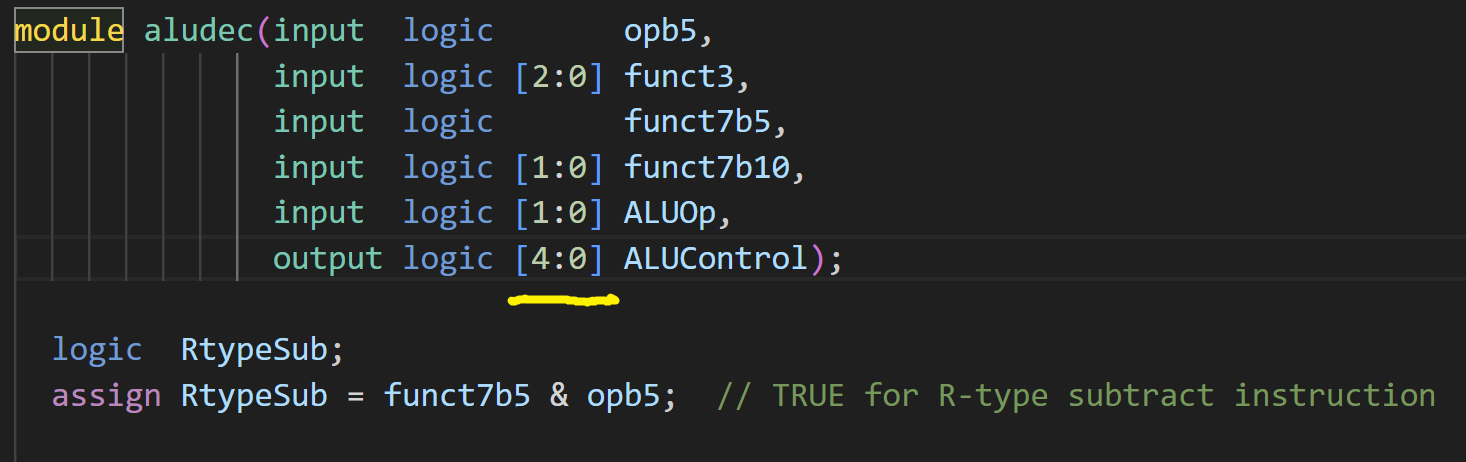 module aludec(input  logic       opb5,
              input  logic [2:0] funct3,
              input  logic       funct7b5,
              input  logic [1:0] funct7b10,
              input  logic [1:0] ALUOp,
              output logic [4:0] ALUControl);
  logic  RtypeSub;
  assign RtypeSub = funct7b5 & opb5;  // TRUE for R-type subtract instruction